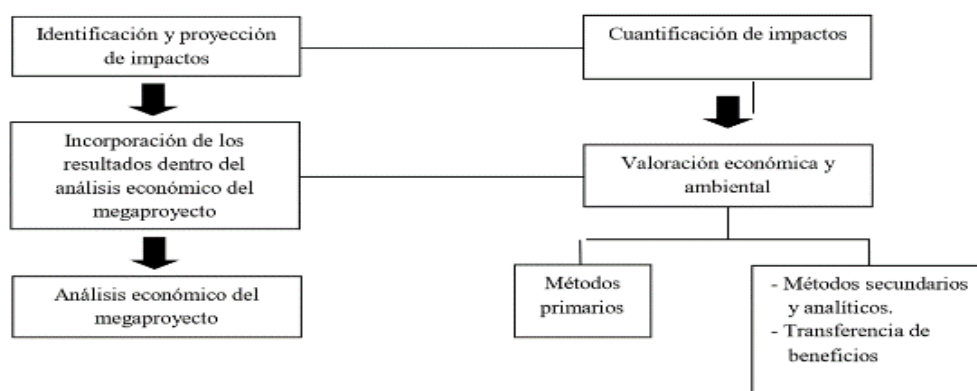 Identificación y proyección
de impactos
Cuantificación de impactos
Incorporación de los
resultados dentro del
análisis económico del
megaproyecto
Valoración económica y
ambiental
Análisis económico del
megaproyecto
Métodos
primarios
- Métodos secundarios
y analíticos.
- Transferencia de
beneficios